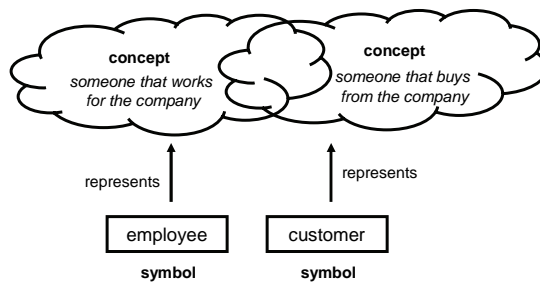 concept
someone that works
for the company
concept
someone that buys
from the company
represents
represents
employee
customer
symbol
symbol